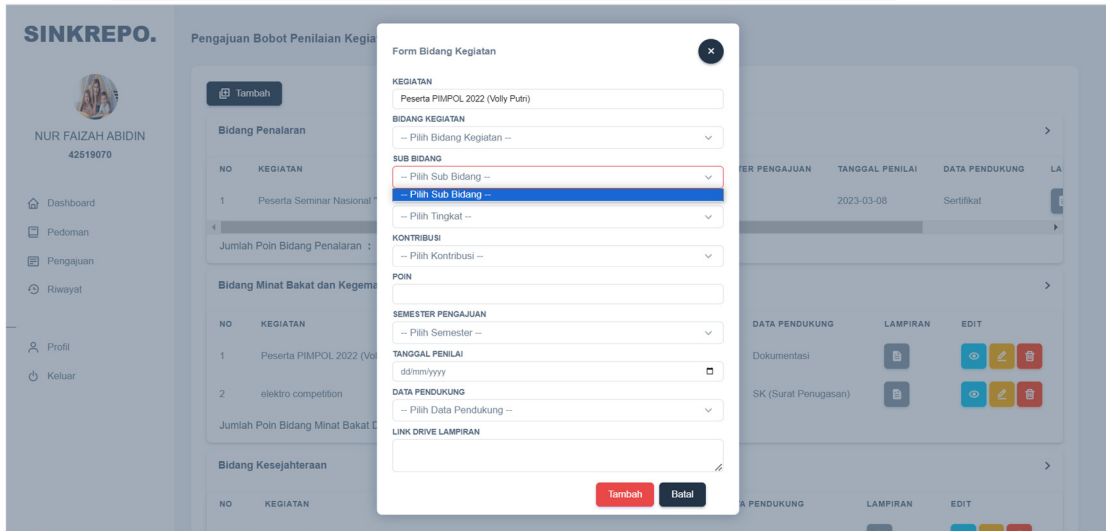 SINKREPO.
Pengajuan Bobot Penilaian Kegia
NUR FAIZAH ABIDIN
42519070
Dashboard
Pedoman
Pengajuan
Riwayat
Profil
Keluar
Tambah
Bidang Penalaran
NO KEGIATAN TER PENGAJUAN TANGGAL PENILAI DATA PENDUKUNG LA
1 Peserta Seminar Nasional " 2023-03-08 Sertifikat
Jumlah Poin Bidang Penalaran :
Bidang Minat Bakat dan Kegema
NO KEGIATAN DATA PENDUKUNG LAMPIRAN EDIT
1 Peserta PIMPOL 2022 (Vol Dokumentasi
2 elektro competition SK (Surat Penugasan)
Jumlah Poin Bidang Minat Bakat D
Bidang Kesejahteraan
NO KEGIATAN A PENDUKUNG LAMPIRAN EDIT
Form Bidang Kegiatan
KEGIATAN
Peserta PIMPOL 2022 (Volly Putri)
BIDANG KEGIATAN
-- Pilih Bidang Kegiatan --
SUB BIDANG
-- Pilih Sub Bidang --
-- Pilih Sub Bidang --
-- Pilih Tingkat --
KONTRIBUSI
-- Pilih Kontribusi --
POIN
SEMESTER PENGAJUAN
-- Pilih Semester --
TANGGAL PENILAI
dd/mm/yyyy
DATA PENDUKUNG
-- Pilih Data Pendukung --
LINK DRIVE LAMPIRAN
Tambah
Batal